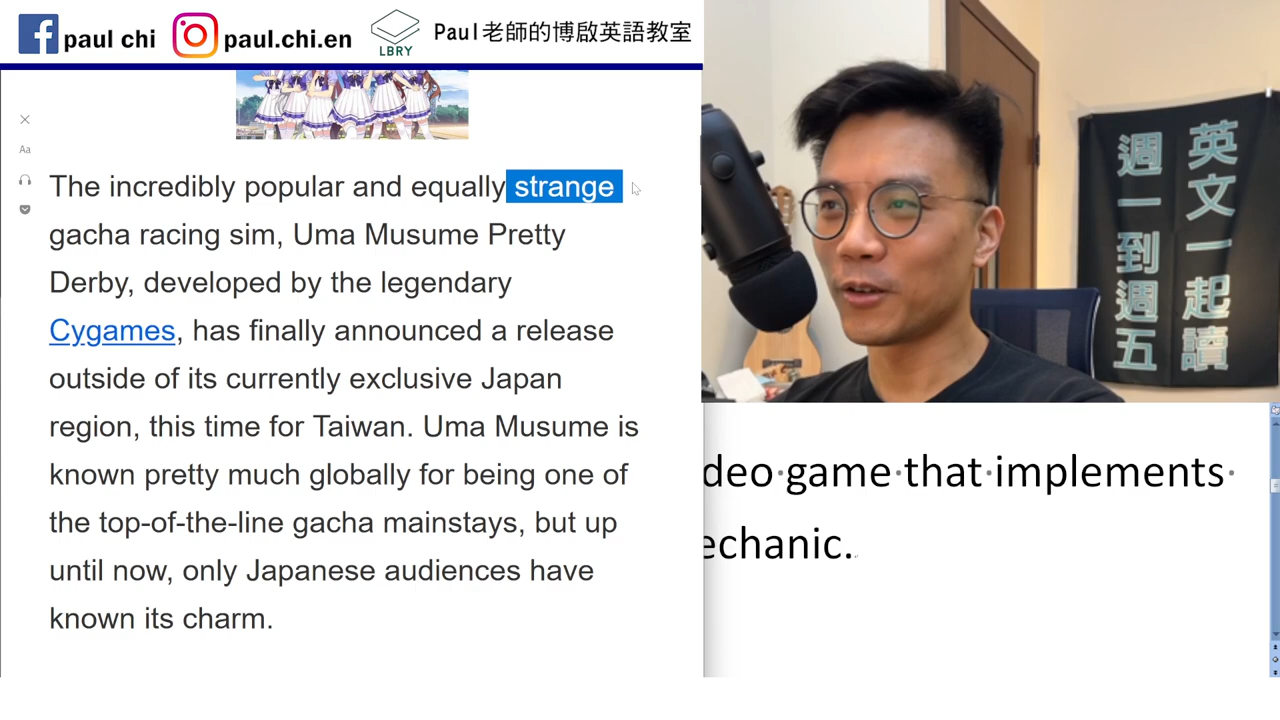 paul chi
paul.chi.en
LBRY
Paul老師的博啟英語教室
Aa
The incredibly popular and equally strange
gacha racing sim, Uma Musume Pretty
Derby, developed by the legendary
Cygames, has finally announced a release
outside of its currently exclusive Japan
region, this time for Taiwan. Uma Musume is
known pretty much globally for being one of
the top-of-the-line gacha mainstays, but up
until now, only Japanese audiences have
known its charm.
英文一起讀
週一到週五
deo game that implements
echanic.